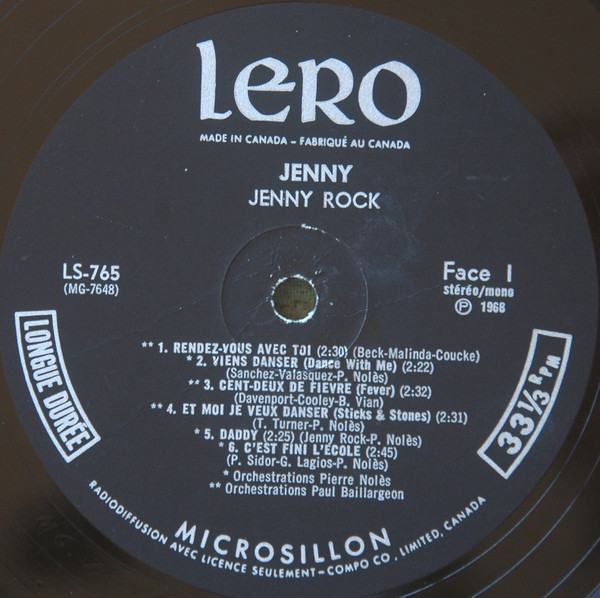 LERO
MADE IN CANADA – FABRIQUÉ AU CANADA
JENNY
JENNY ROCK
LS-765
(MG-7648)
Face 1
stéréo/mono
℗ 1968
LONGUE DURÉE
33⅓ R.P.M
** 1. RENDEZ-VOUS AVEC TOI (2:30) (Beck-Malinda-Coucke)
* 2. VIENS DANSER (Dance With Me) (2:22)
(Sanchez-Valasquez-P. Nolès)
** 3. CENT-DEUX DE FIEVRE (Fever) (2:32)
(Davenport-Cooley-B. Vian)
** 4. ET MOI JE VEUX DANSER (Sticks & Stones) (2:31)
(T. Turner-P. Nolès)
* 5. DADDY (2:25) (Jenny Rock-P. Nolès)
* 6. C'EST FINI L'ÉCOLE (2:45)
(P. Sidor-G. Lagios-P. Nolès)
* Orchestrations Pierre Nolès
** Orchestrations Paul Baillargeon
MICROSILLON
RADIODIFFUSION AVEC LICENCE SEULEMENT – COMPO CO., LIMITED, CANADA